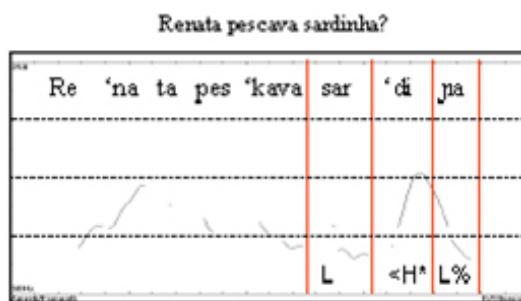 Renata pescava sardinha?
Re ‘na ta pes ‘kava sar ‘di ɲa
L <H* L%